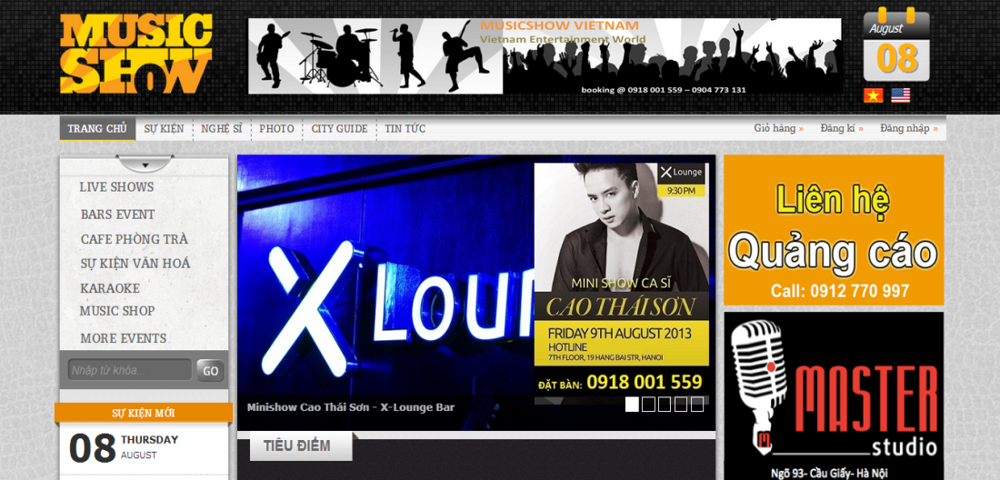 MUSIC
SHOW
MUSICSHOW VIETNAM
Vietnam Entertainment World
booking @ 0918 001 559 – 0904 773 131
August
08
TRANG CHỦ
SỰ KIỆN
NGHỆ SĨ
PHOTO
CITY GUIDE
TIN TỨC
Giỏ hàng »
Đăng kí »
Đăng nhập »
LIVE SHOWS
BARS EVENT
CAFE PHÒNG TRÀ
SỰ KIỆN VĂN HOÁ
KARAOKE
MUSIC SHOP
MORE EVENTS
Nhập từ khóa...
GO
SỰ KIỆN MỚI
08
THURSDAY
AUGUST
X Loun
X Lounge
9:30 PM
MINI SHOW CA SĨ
CAO THÁI SƠN
FRIDAY 9TH AUGUST 2013
HOTLINE
7TH FLOOR, 19 HANG BAI STR, HANOI
ĐẶT BÀN: 0918 001 559
Minishow Cao Thái Sơn - X-Lounge Bar
TIÊU ĐIỂM
Liên hệ
Quảng cáo
Call: 0912 770 997
MASTER
studio
Ngõ 93- Cầu Giấy- Hà Nội